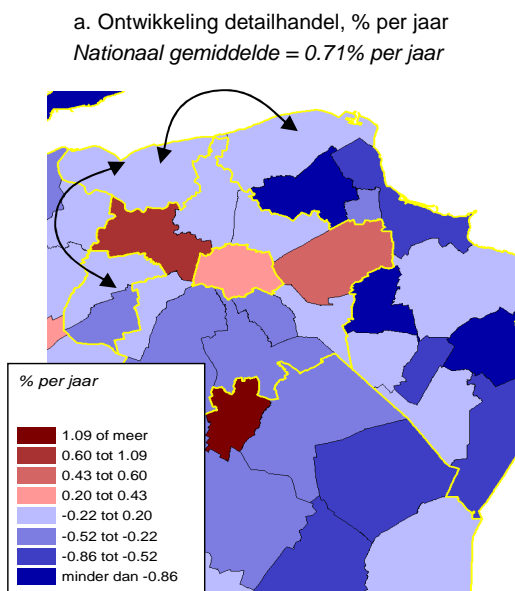 a. Ontwikkeling detailhandel, % per jaar
Nationaal gemiddelde = 0.71% per jaar
% per jaar
1.09 of meer
0.60 tot 1.09
0.43 tot 0.60
0.20 tot 0.43
-0.22 tot 0.20
-0.52 tot -0.22
-0.86 tot -0.52
minder dan -0.86